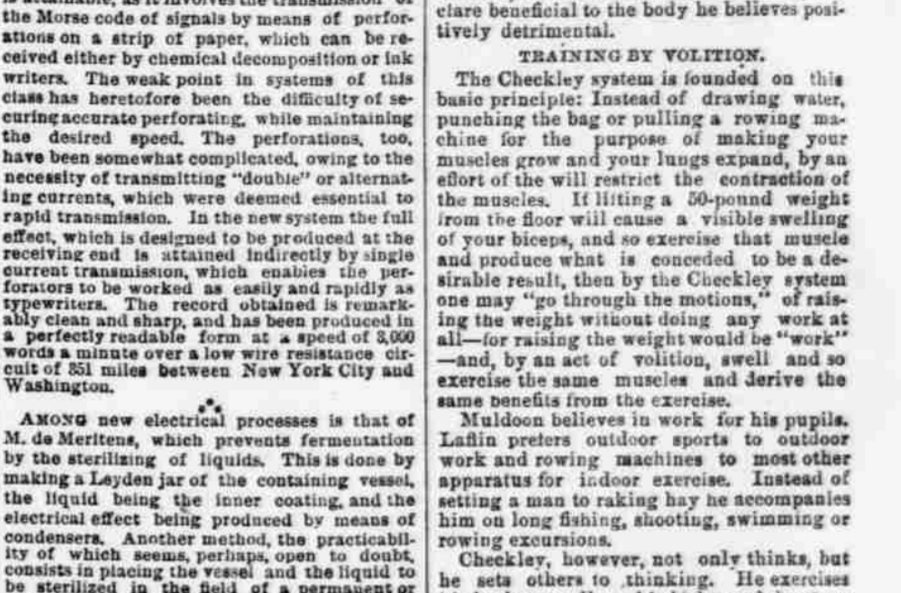 is attainable, as it involves the transmission of
the Morse code of signals by means of perfor-
ations on a strip of paper, which can be re-
ceived either by chemical decomposition or ink
writers. The weak point in systems of this
class has heretofore been the difficulty of se-
curing accurate perforating, while maintaining
the desired speed. The perforations, too,
have been somewhat complicated, owing to the
necessity of transmitting "double" or alternat-
ing currents, which were deemed essential to
rapid transmission. In the new system the full
effect, which is designed to be produced at the
receiving end is attained indirectly by single
current transmission, which enables the per-
forators to be worked as easily and rapidly as
typewriters. The record obtained is remark-
ably clean and sharp, and has been produced in
a perfectly readable form at a speed of 3,000
words a minute over a low wire resistance cir-
cuit of 351 miles between New York City and
Washington.
AMONG new electrical processes is that of
M. de Meritens, which prevents fermentation
by the sterilizing of liquids. This is done by
making a Leyden jar of the containing vessel,
the liquid being the inner coating, and the
electrical effect being produced by means of
condensers. Another method, the practicabil-
ity of which seems, perhaps, open to doubt,
consists in placing the vessel and the liquid to
be sterilized in the field of a permanent or
clare beneficial to the body he believes posi-
tively detrimental.
TRAINING BY VOLITION.
The Checkley system is founded on this
basic principle: Instead of drawing water,
punching the bag or pulling a rowing ma-
chine for the purpose of making your
muscles grow and your lungs expand, by an
effort of the will restrict the contraction of
the muscles. If lifting a 50-pound weight
from the floor will cause a visible swelling
of your biceps, and so exercise that muscle
and produce what is conceded to be a de-
sirable result, then by the Checkley system
one may "go through the motions," of rais-
ing the weight without doing any work at
all—for raising the weight would be "work"
—and, by an act of volition, swell and so
exercise the same muscles and derive the
same benefits from the exercise.
Muldoon believes in work for his pupils.
Laflin prefers outdoor sports to outdoor
work and rowing machines to most other
apparatus for indoor exercise. Instead of
setting a man to raking hay he accompanies
him on long fishing, shooting, swimming or
rowing excursions.
Checkley, however, not only thinks, but
he sets others to thinking. He exercises